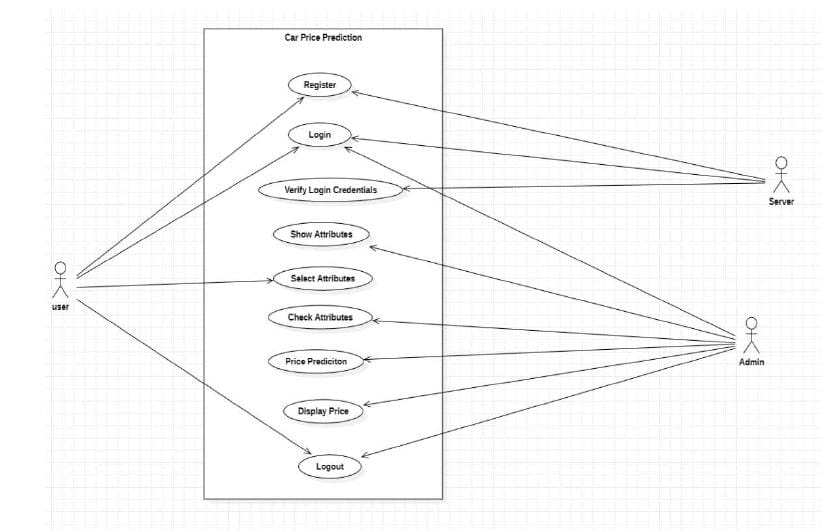 Car Price Prediction
Register
Login
Verify Login Credentials
Show Attributes
Select Attributes
Check Attributes
Price Prediciton
Display Price
Logout
user
Server
Admin